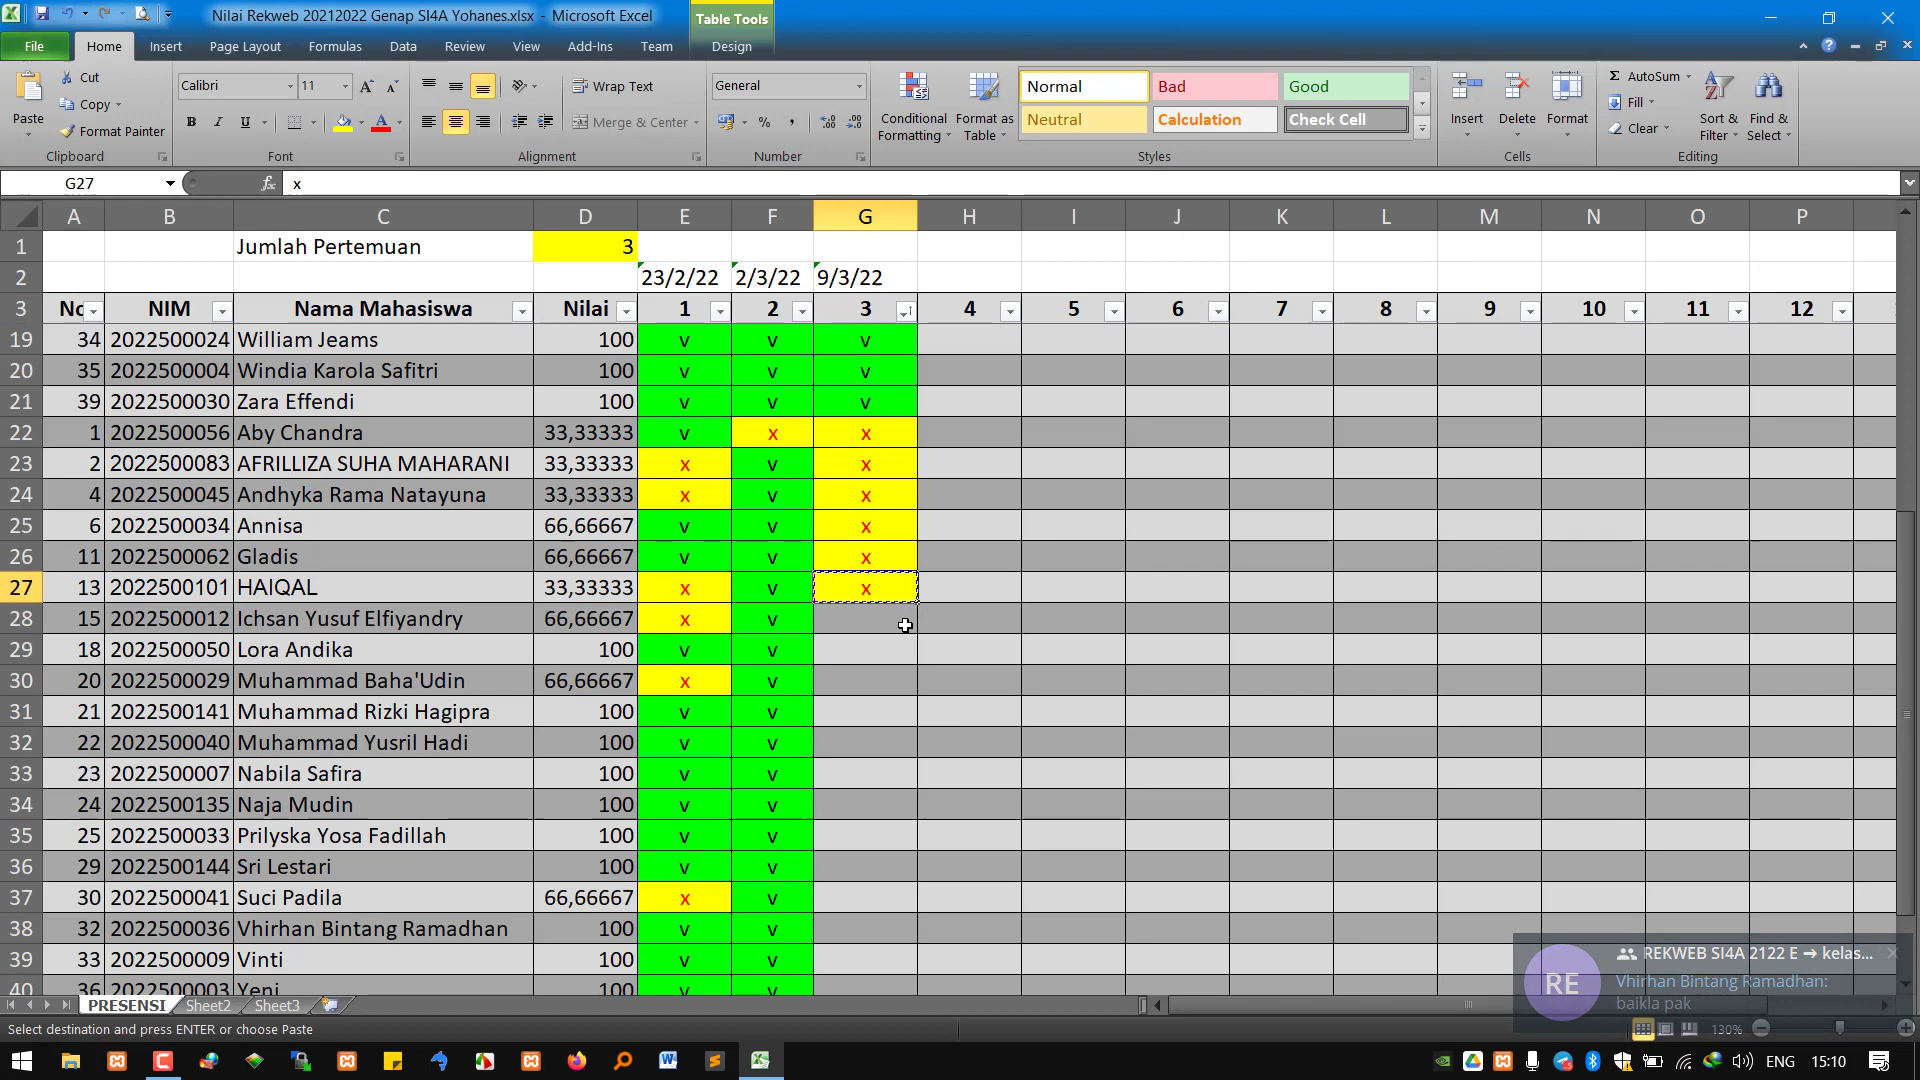 Nilai Rekweb 20212022 Genap SI4A Yohanes.xlsx - Microsoft Excel
Table Tools
File Home Insert Page Layout Formulas Data Review View Add-Ins Team Design
Cut
Copy
Format Painter
Paste
Clipboard
Calibri 11
B I U
Font
Wrap Text
Merge & Center
Alignment
General
%
Number
Conditional Formatting
Format as Table
Normal Bad Good
Neutral Calculation Check Cell
Styles
Insert Delete Format
Cells
Σ AutoSum
Fill
Clear
Sort & Filter
Find & Select
Editing
G27 fx x
A B C D E F G H I J K L M N O P
1 Jumlah Pertemuan 3
2 23/2/22 2/3/22 9/3/22
3 No NIM Nama Mahasiswa Nilai 1 2 3 4 5 6 7 8 9 10 11 12
19 34 2022500024 William Jeams 100 v v v
20 35 2022500004 Windia Karola Safitri 100 v v v
21 39 2022500030 Zara Effendi 100 v v v
22 1 2022500056 Aby Chandra 33,33333 v x x
23 2 2022500083 AFRILLIZA SUHA MAHARANI 33,33333 x v x
24 4 2022500045 Andhyka Rama Natayuna 33,33333 x v x
25 6 2022500034 Annisa 66,66667 v v x
26 11 2022500062 Gladis 66,66667 v v x
27 13 2022500101 HAIQAL 33,33333 x v x
28 15 2022500012 Ichsan Yusuf Elfiyandry 66,66667 x v
29 18 2022500050 Lora Andika 100 v v
30 20 2022500029 Muhammad Baha'Udin 66,66667 x v
31 21 2022500141 Muhammad Rizki Hagipra 100 v v
32 22 2022500040 Muhammad Yusril Hadi 100 v v
33 23 2022500007 Nabila Safira 100 v v
34 24 2022500135 Naja Mudin 100 v v
35 25 2022500033 Prilyska Yosa Fadillah 100 v v
36 29 2022500144 Sri Lestari 100 v v
37 30 2022500041 Suci Padila 66,66667 x v
38 32 2022500036 Vhirhan Bintang Ramadhan 100 v v
39 33 2022500009 Vinti 100 v v
40 36 2022500003 Yeni 100 v v
RE
REKWEB SI4A 2122 E → kelas...
Vhirhan Bintang Ramadhan:
baikla pak
PRESENSI Sheet2 Sheet3
Select destination and press ENTER or choose Paste
130%
ENG 15:10